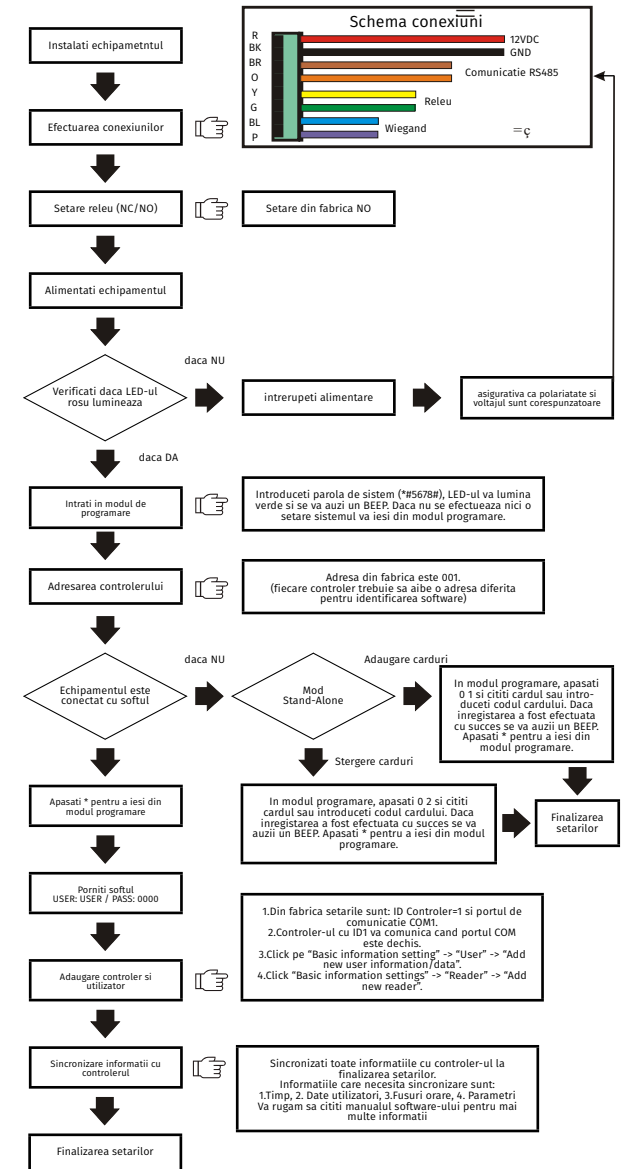 Schema conexiuni
R
BK
BR
O
Y
G
BL
P
12VDC
GND
Comunicatie RS485
Releu
Wiegand
=ç
Instalati echipametntul
Efectuarea conexiunilor
Setare releu (NC/NO)
Setare din fabrica NO
Alimentati echipamentul
daca NU
Verificati daca LED-ul
rosu lumineaza
intrerupeti alimentare
asigurativa ca polariatate si
voltajul sunt corespunzatoare
daca DA
Intrati in modul de
programare
Introduceti parola de sistem (*#5678#), LED-ul va lumina
verde si se va auzi un BEEP. Daca nu se efectueaza nici o
setare sistemul va iesi din modul programare.
Adresarea controlerului
Adresa din fabrica este 001.
(fiecare controler trebuie sa aibe o adresa diferita
pentru identificarea software)
daca NU
Adaugare carduri
Echipamentul este
conectat cu softul
Mod
Stand-Alone
In modul programare, apasati
0 1 si cititi cardul sau intro-
duceti codul cardului. Daca
inregistarea a fost efectuata
cu succes se va auzii un BEEP.
Apasati * pentru a iesi din
modul programare.
Stergere carduri
Apasati * pentru a iesi din
modul programare
In modul programare, apasati 0 2 si cititi
cardul sau introduceti codul cardului. Daca
inregistarea a fost efectuata cu succes se va
auzii un BEEP. Apasati * pentru a iesi din modul
programare.
Finalizarea
setarilor
Porniti softul
USER: USER / PASS: 0000
1.Din fabrica setarile sunt: ID Controler=1 si portul de
comunicatie COM1.
2.Controler-ul cu ID1 va comunica cand portul COM
este dechis.
3.Click pe “Basic information setting” -> “User” -> “Add
new user information/data”.
4.Click “Basic information settings” -> “Reader” -> “Add
new reader”.
Adaugare controler si
utilizator
Sincronizare informatii cu
controlerul
Sincronizati toate informatiile cu controler-ul la
finalizarea setarilor.
Informatiile care necesita sincronizare sunt:
1.Timp, 2. Date utilizatori, 3.Fusuri orare, 4. Parametri
Va rugam sa cititi manualul software-ului pentru mai
multe informatii
Finalizarea setarilor